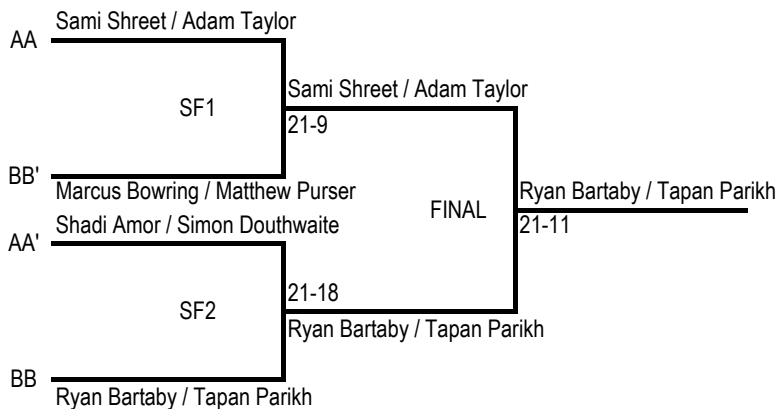 Sami Shreet / Adam Taylor
AA
Sami Shreet / Adam Taylor
SF1
21-9
BB'
Marcus Bowring / Matthew Purser
Ryan Bartaby / Tapan Parikh
FINAL
Shadi Amor / Simon Douthwaite
21-11
AA'
21-18
SF2
Ryan Bartaby / Tapan Parikh
BB
Ryan Bartaby / Tapan Parikh